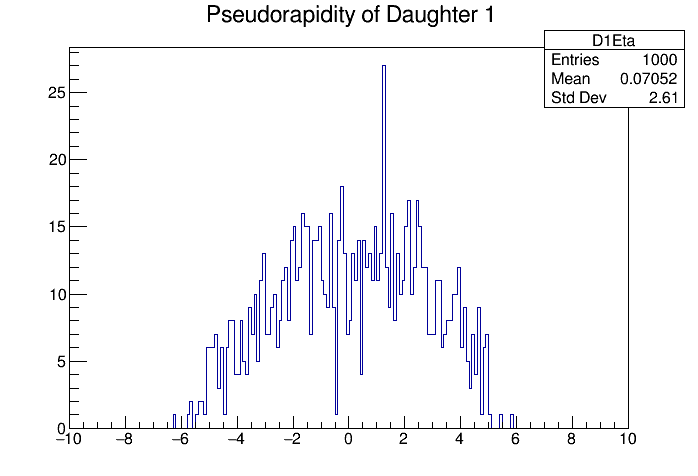 Pseudorapidity of Daughter 1
D1Eta
Entries 1000
Mean 0.07052
Std Dev 2.61
25
20
15
10
5
0
−10 −8 −6 −4 −2 0 2 4 6 8 10